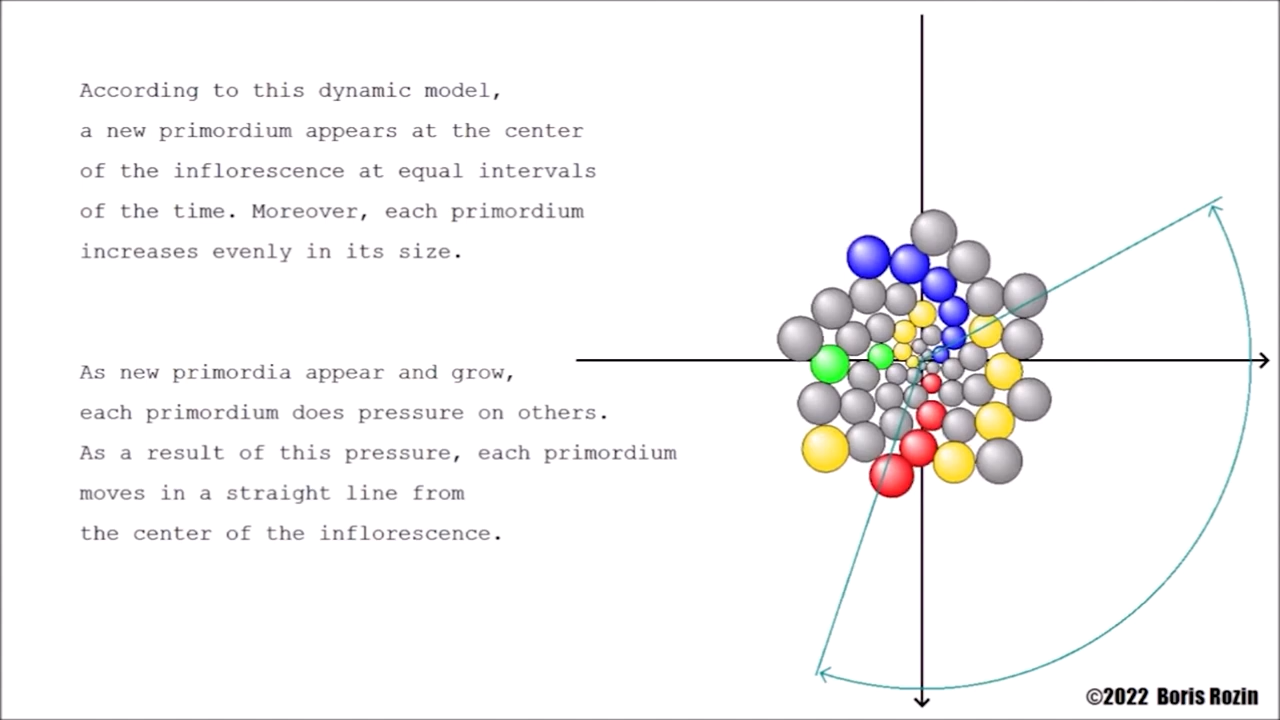 According to this dynamic model,
a new primordium appears at the center
of the inflorescence at equal intervals
of the time. Moreover, each primordium
increases evenly in its size.
As new primordia appear and grow,
each primordium does pressure on others.
As a result of this pressure, each primordium
moves in a straight line from
the center of the inflorescence.
©2022 Boris Rozin